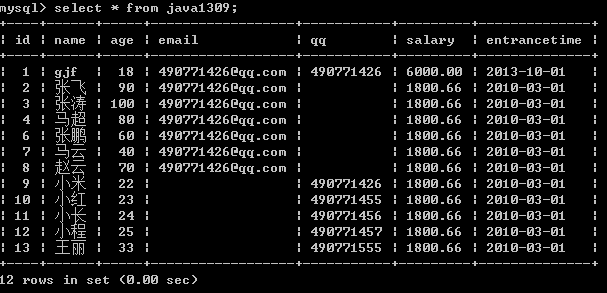 mysql> select * from java1309;
+----+------+-----+------------------+-----------+---------+--------------+
| id | name | age | email | qq | salary | entrancetime |
+----+------+-----+------------------+-----------+---------+--------------+
| 1 | gjf | 18 | 490771426@qq.com | 490771426 | 6000.00 | 2013-10-01 |
| 2 | 张飞 | 90 | 490771426@qq.com | | 1800.66 | 2010-03-01 |
| 3 | 张涛 | 100 | 490771426@qq.com | | 1800.66 | 2010-03-01 |
| 4 | 马超 | 80 | 490771426@qq.com | | 1800.66 | 2010-03-01 |
| 6 | 张鹏 | 60 | 490771426@qq.com | | 1800.66 | 2010-03-01 |
| 7 | 马云 | 40 | 490771426@qq.com | | 1800.66 | 2010-03-01 |
| 8 | 赵云 | 70 | 490771426@qq.com | | 1800.66 | 2010-03-01 |
| 9 | 小米 | 22 | | 490771426 | 1800.66 | 2010-03-01 |
| 10 | 小红 | 23 | | 490771455 | 1800.66 | 2010-03-01 |
| 11 | 小长 | 24 | | 490771456 | 1800.66 | 2010-03-01 |
| 12 | 小程 | 25 | | 490771457 | 1800.66 | 2010-03-01 |
| 13 | 王丽 | 33 | | 490771555 | 1800.66 | 2010-03-01 |
+----+------+-----+------------------+-----------+---------+--------------+
12 rows in set (0.00 sec)